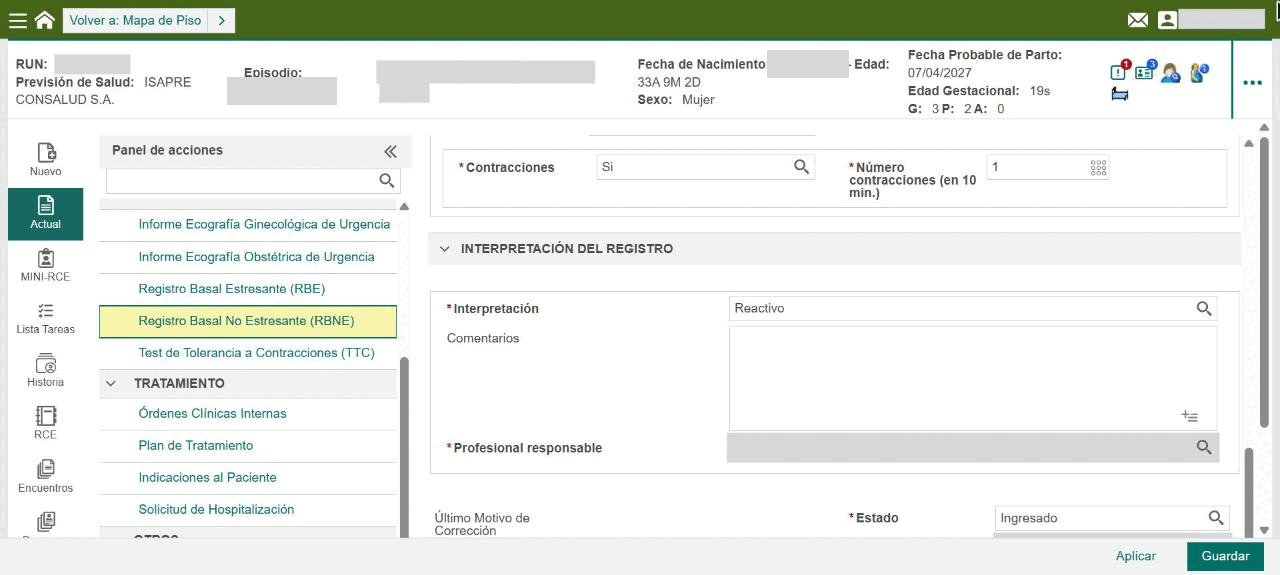 Volver a: Mapa de Piso
RUN:
Previsión de Salud: ISAPRE
CONSALUD S.A.
Episodio:
Fecha de Nacimiento - Edad:
33A 9M 2D
Sexo: Mujer
Fecha Probable de Parto:
07/04/2027
Edad Gestacional: 19s
G: 3 P: 2 A: 0
1
3
Nuevo
Actual
MINI-RCE
Lista Tareas
Historia
RCE
Encuentros
Panel de acciones
Informe Ecografía Ginecológica de Urgencia
Informe Ecografía Obstétrica de Urgencia
Registro Basal Estresante (RBE)
Registro Basal No Estresante (RBNE)
Test de Tolerancia a Contracciones (TTC)
TRATAMIENTO
Órdenes Clínicas Internas
Plan de Tratamiento
Indicaciones al Paciente
Solicitud de Hospitalización
* Contracciones Si
* Número contracciones (en 10 min.) 1
INTERPRETACIÓN DEL REGISTRO
* Interpretación Reactivo
Comentarios
* Profesional responsable
Último Motivo de
Corrección
* Estado Ingresado
Aplicar
Guardar